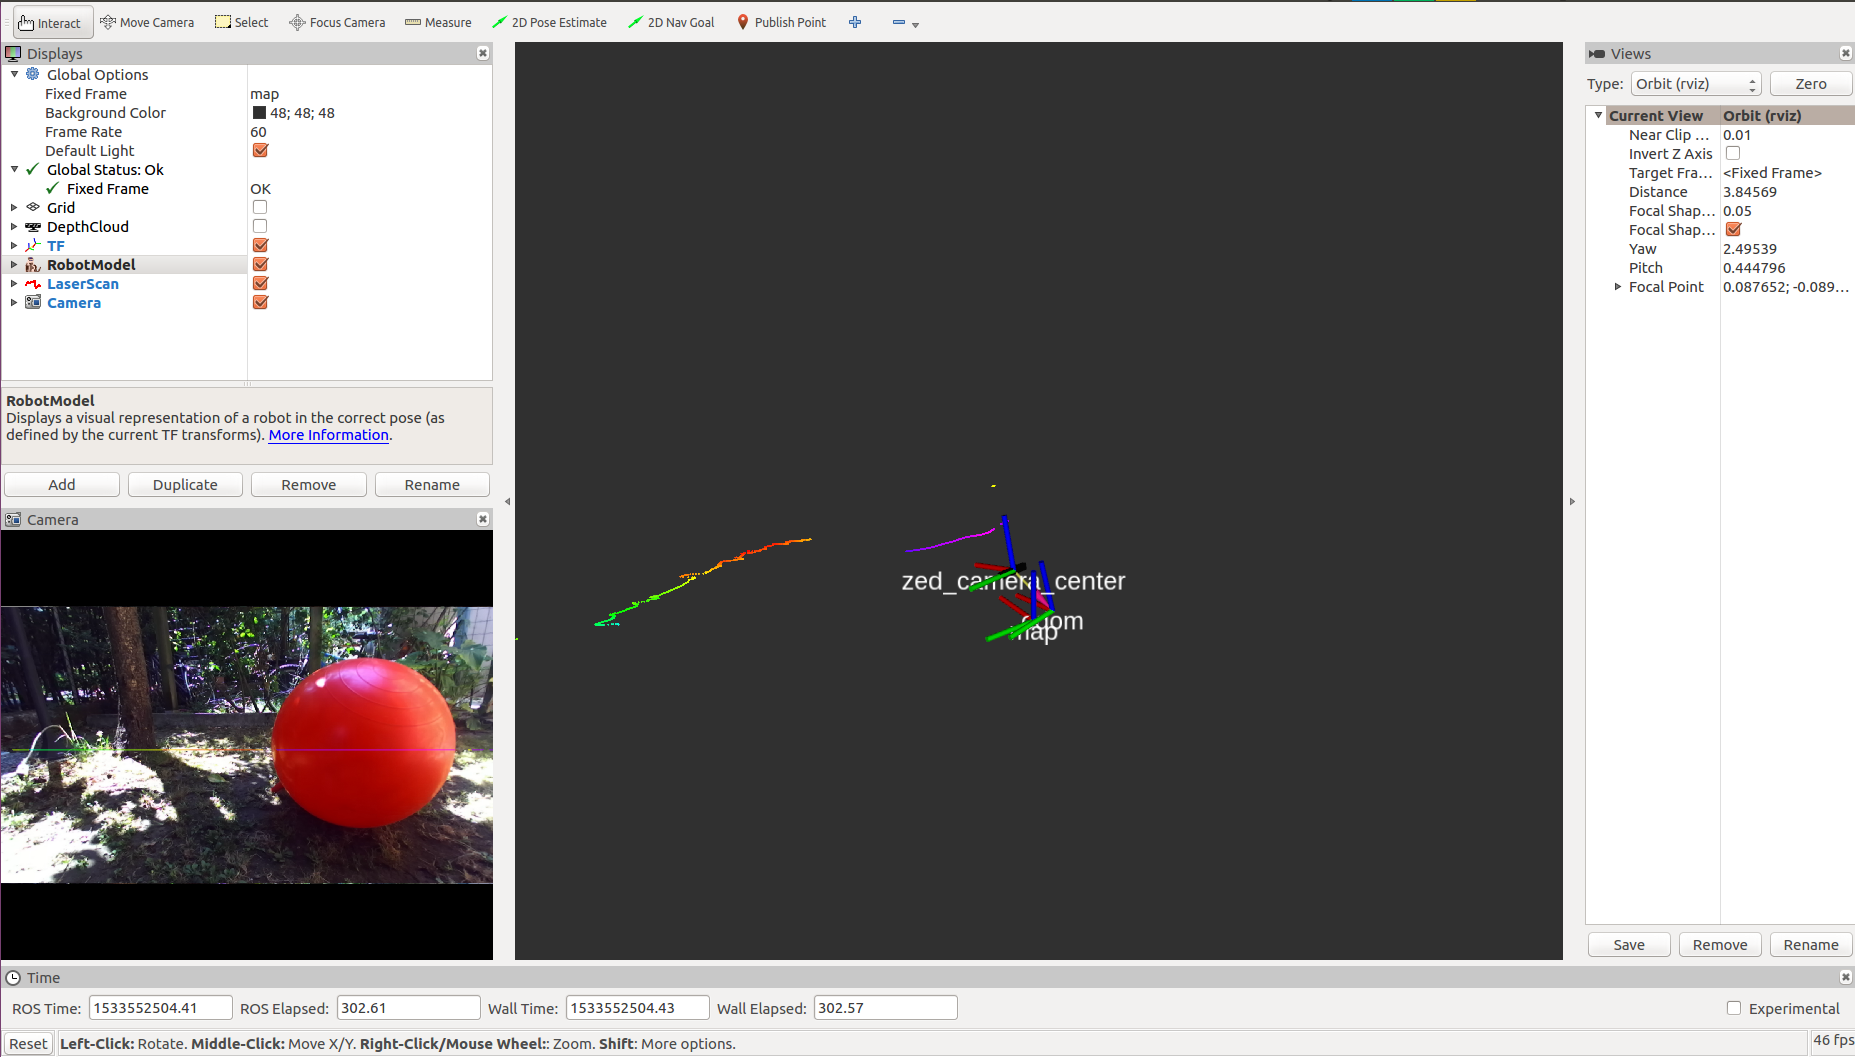 Interact Move Camera Select Focus Camera Measure 2D Pose Estimate 2D Nav Goal Publish Point
Displays
Global Options
Fixed Frame map
Background Color 48; 48; 48
Frame Rate 60
Default Light
Global Status: Ok
Fixed Frame OK
Grid
DepthCloud
TF
RobotModel
LaserScan
Camera
RobotModel
Displays a visual representation of a robot in the correct pose (as
defined by the current TF transforms). More Information.
Add Duplicate Remove Rename
Camera
zed_camera_center
odom
map
Views
Type: Orbit (rviz) Zero
Current View Orbit (rviz)
Near Clip ... 0.01
Invert Z Axis
Target Fra... <Fixed Frame>
Distance 3.84569
Focal Shap... 0.05
Focal Shap...
Yaw 2.49539
Pitch 0.444796
Focal Point 0.087652; -0.089...
Save Remove Rename
Time
ROS Time: 1533552504.41 ROS Elapsed: 302.61 Wall Time: 1533552504.43 Wall Elapsed: 302.57 Experimental
Reset Left-Click: Rotate. Middle-Click: Move X/Y. Right-Click/Mouse Wheel:: Zoom. Shift: More options. 46 fps